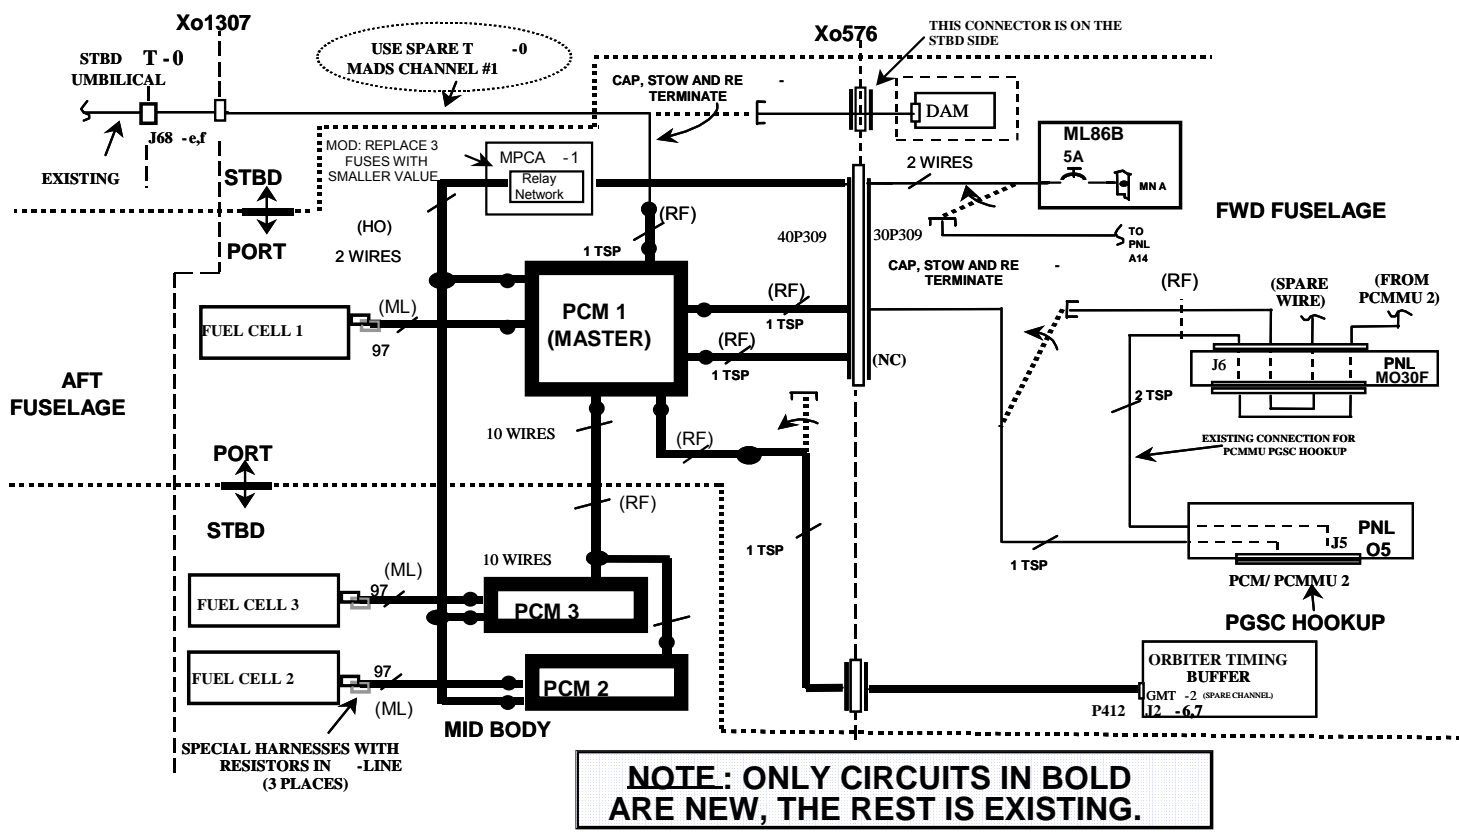 Xo1307
STBD T - 0
UMBILICAL
J68 - e,f
EXISTING
STBD
PORT
USE SPARE T - 0
MADS CHANNEL #1
MOD: REPLACE 3
FUSES WITH
SMALLER VALUE
MPCA - 1
Relay
Network
CAP, STOW AND RE -
TERMINATE
Xo576
THIS CONNECTOR IS ON THE
STBD SIDE
DAM
ML86B
5A
MN A
2 WIRES
FWD FUSELAGE
TO
PNL
A14
40P309
30P309
CAP, STOW AND RE -
TERMINATE
(HO)
2 WIRES
(RF)
1 TSP
PCM 1
(MASTER)
(RF)
1 TSP
(RF)
1 TSP
(NC)
FUEL CELL 1
(ML)
97
AFT
FUSELAGE
(RF)
(SPARE
WIRE)
(FROM
PCMMU 2)
J6
PNL
MO30F
2 TSP
EXISTING CONNECTION FOR
PCMMU PGSC HOOKUP
10 WIRES
(RF)
PORT
STBD
(RF)
1 TSP
1 TSP
PNL
O5
J5
PCM/ PCMMU 2
PGSC HOOKUP
10 WIRES
FUEL CELL 3
97
(ML)
PCM 3
FUEL CELL 2
97
(ML)
PCM 2
MID BODY
ORBITER TIMING
BUFFER
GMT - 2 (SPARE CHANNEL)
P412 J2 - 6,7
SPECIAL HARNESSES WITH
RESISTORS IN -LINE
(3 PLACES)
NOTE : ONLY CIRCUITS IN BOLD
ARE NEW, THE REST IS EXISTING.